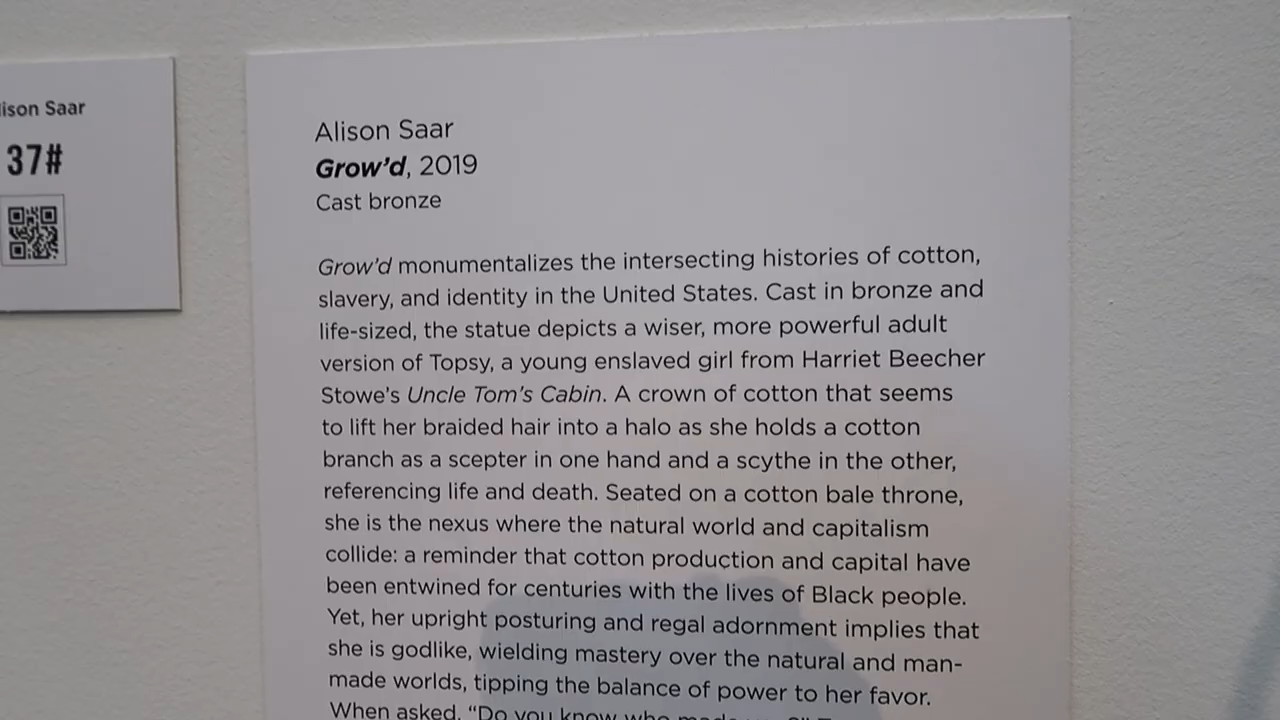 ison Saar
37#
Alison Saar
Grow'd, 2019
Cast bronze
Grow'd monumentalizes the intersecting histories of cotton,
slavery, and identity in the United States. Cast in bronze and
life-sized, the statue depicts a wiser, more powerful adult
version of Topsy, a young enslaved girl from Harriet Beecher
Stowe's Uncle Tom's Cabin. A crown of cotton that seems
to lift her braided hair into a halo as she holds a cotton
branch as a scepter in one hand and a scythe in the other,
referencing life and death. Seated on a cotton bale throne,
she is the nexus where the natural world and capitalism
collide: a reminder that cotton production and capital have
been entwined for centuries with the lives of Black people.
Yet, her upright posturing and regal adornment implies that
she is godlike, wielding mastery over the natural and man-
made worlds, tipping the balance of power to her favor.
When asked, "Do you know who